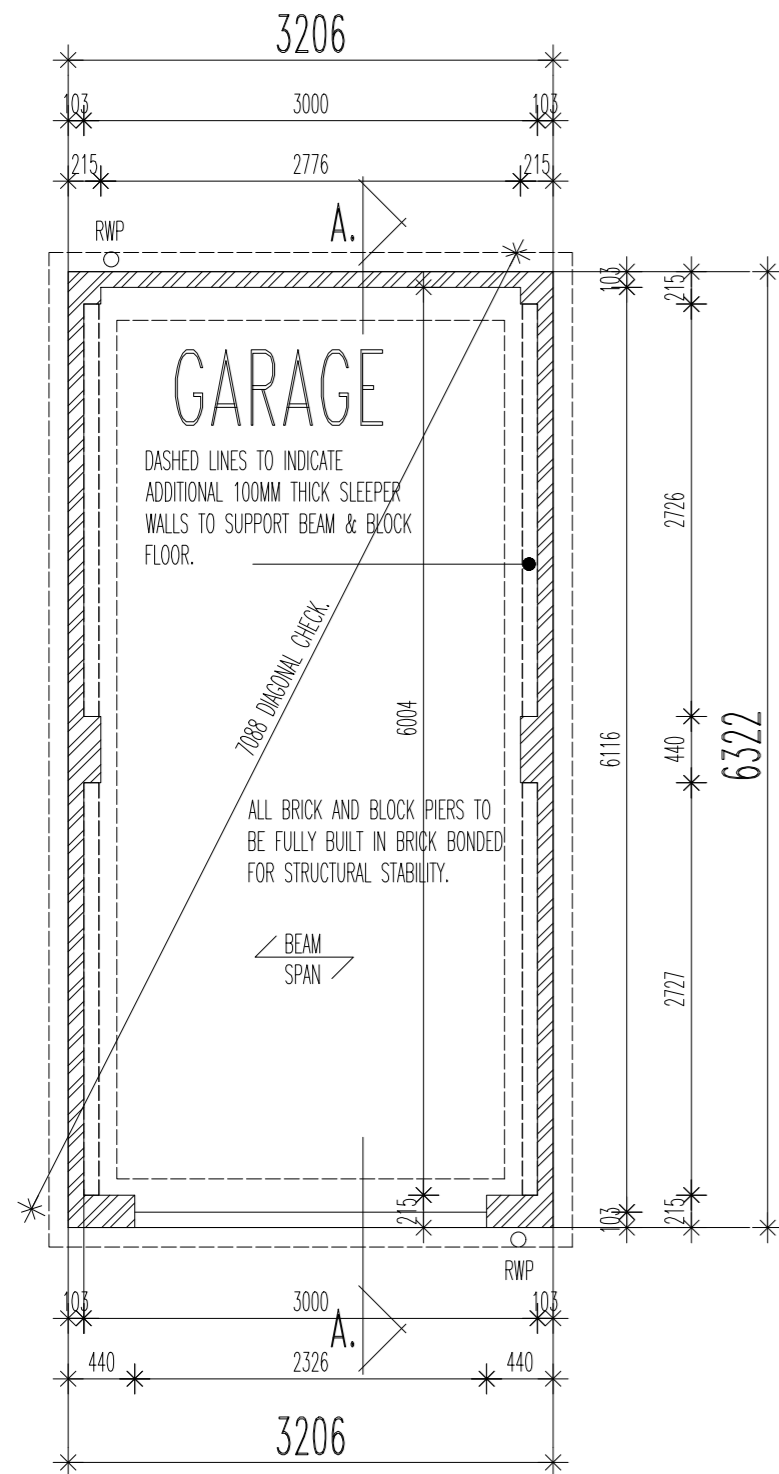 3206
103 3000 103
215 2776 215
A.
RWP
103
215
GARAGE
DASHED LINES TO INDICATE
ADDITIONAL 100MM THICK SLEEPER
WALLS TO SUPPORT BEAM & BLOCK
FLOOR.
2726
7088 DIAGONAL CHECK.
6004
6116
440
6322
ALL BRICK AND BLOCK PIERS TO
BE FULLY BUILT IN BRICK BONDED
FOR STRUCTURAL STABILITY.
BEAM
SPAN
2727
215
103
215
RWP
103 3000 103
A.
440 2326 440
3206